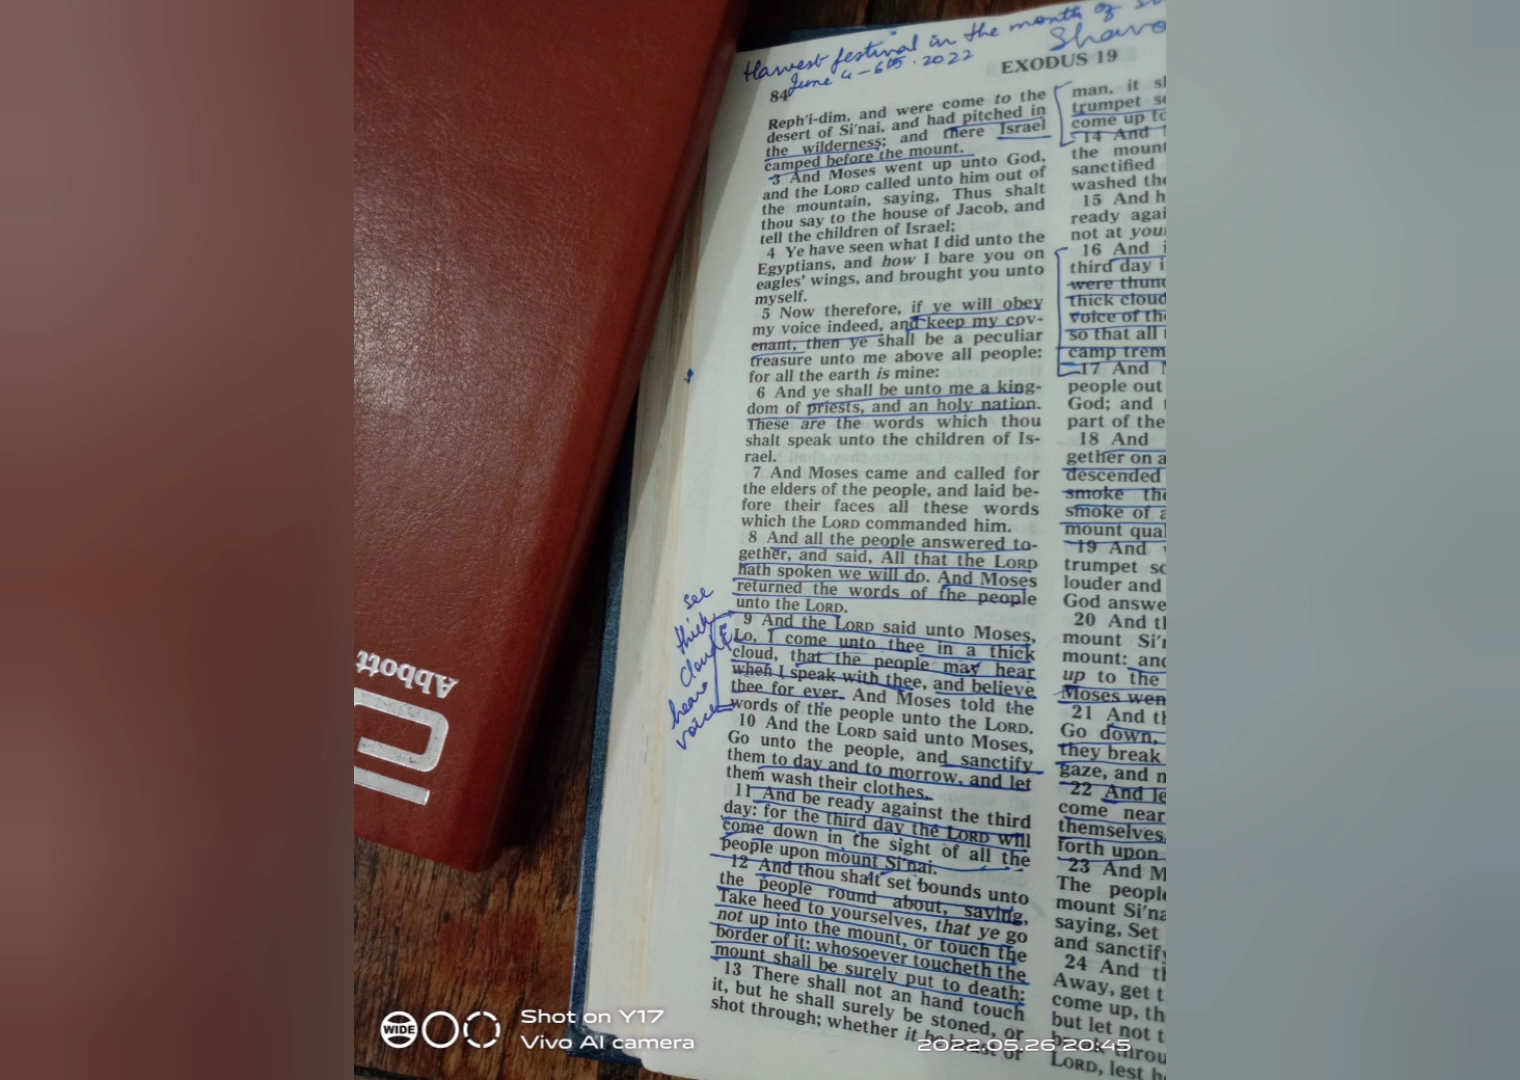 Harvest festival in the month of
Shavo
June 4-6th. 2022
EXODUS 19
84
Reph'i-dim, and were come to the
desert of Si'nai, and had pitched in
the wilderness; and there Israel
camped before the mount.
3 And Moses went up unto God,
and the LORD called unto him out of
the mountain, saying, Thus shalt
thou say to the house of Jacob, and
tell the children of Israel;
4 Ye have seen what I did unto the
Egyptians, and how I bare you on
eagles' wings, and brought you unto
myself.
5 Now therefore, if ye will obey
my voice indeed, and keep my cov-
enant, then ye shall be a peculiar
treasure unto me above all people:
for all the earth is mine:
6 And ye shall be unto me a king-
dom of priests, and an holy nation.
These are the words which thou
shalt speak unto the children of Is-
rael.
7 And Moses came and called for
the elders of the people, and laid be-
fore their faces all these words
which the LORD commanded him.
8 And all the people answered to-
gether, and said, All that the LORD
hath spoken we will do. And Moses
returned the words of the people
unto the LORD.
9 And the LORD said unto Moses,
Lo, I come unto thee in a thick
cloud, that the people may hear
when I speak with thee, and believe
thee for ever. And Moses told the
words of the people unto the LORD.
10 And the LORD said unto Moses,
Go unto the people, and sanctify
them to day and to morrow, and let
them wash their clothes,
11 And be ready against the third
day: for the third day the LORD will
come down in the sight of all the
people upon mount Si'nai.
12 And thou shalt set bounds unto
the people round about, saying,
Take heed to yourselves, that ye go
not up into the mount, or touch the
border of it: whosoever toucheth the
mount shall be surely put to death:
13 There shall not an hand touch
it, but he shall surely be stoned, or
shot through; whether it be beast or
see
thick
cloud
hear
voice
man, it
trumpet
come up to
14 And
the mount
sanctified
washed the
15 And
ready agai
not at your
16 And
third day
were thun
thick cloud
voice of the
so that all
camp trem
17 And
people out
God; and
part of the
18 And
gether on a
descended
smoke the
smoke of a
mount qua
19 And
trumpet so
louder and
God answe
20 And
mount Si'n
mount: and
up to the
Moses wen
21 And
Go down,
they break
gaze, and
22 And le
come near
themselves,
forth upon
23 And M
The people
mount Si'na
saying, Set
and sanctify
24 And
Away, get
come up,
but let not
break throu
LORD, lest
Abbott
WIDE
Shot on Y17
Vivo AI camera
2022.05.26 20:45